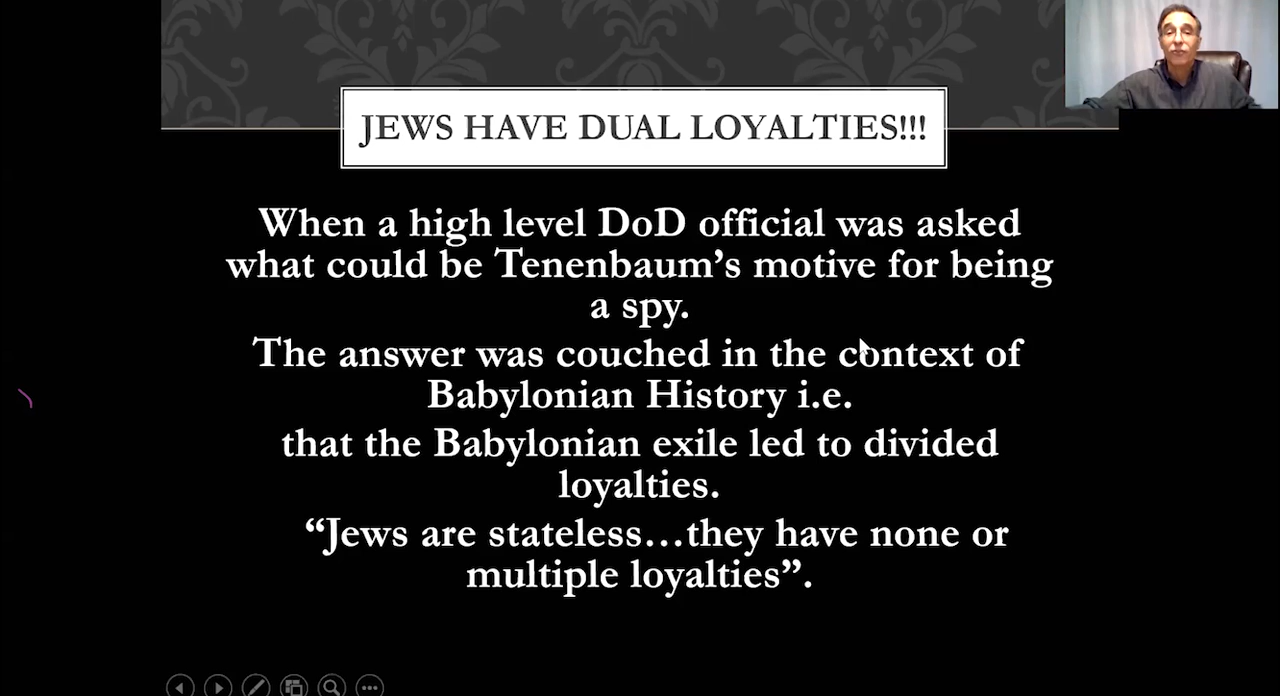 JEWS HAVE DUAL LOYALTIES!!!
When a high level DoD official was asked
what could be Tenenbaum’s motive for being
a spy.
The answer was couched in the context of
Babylonian History i.e.
that the Babylonian exile led to divided
loyalties.
“Jews are stateless…they have none or
multiple loyalties”.